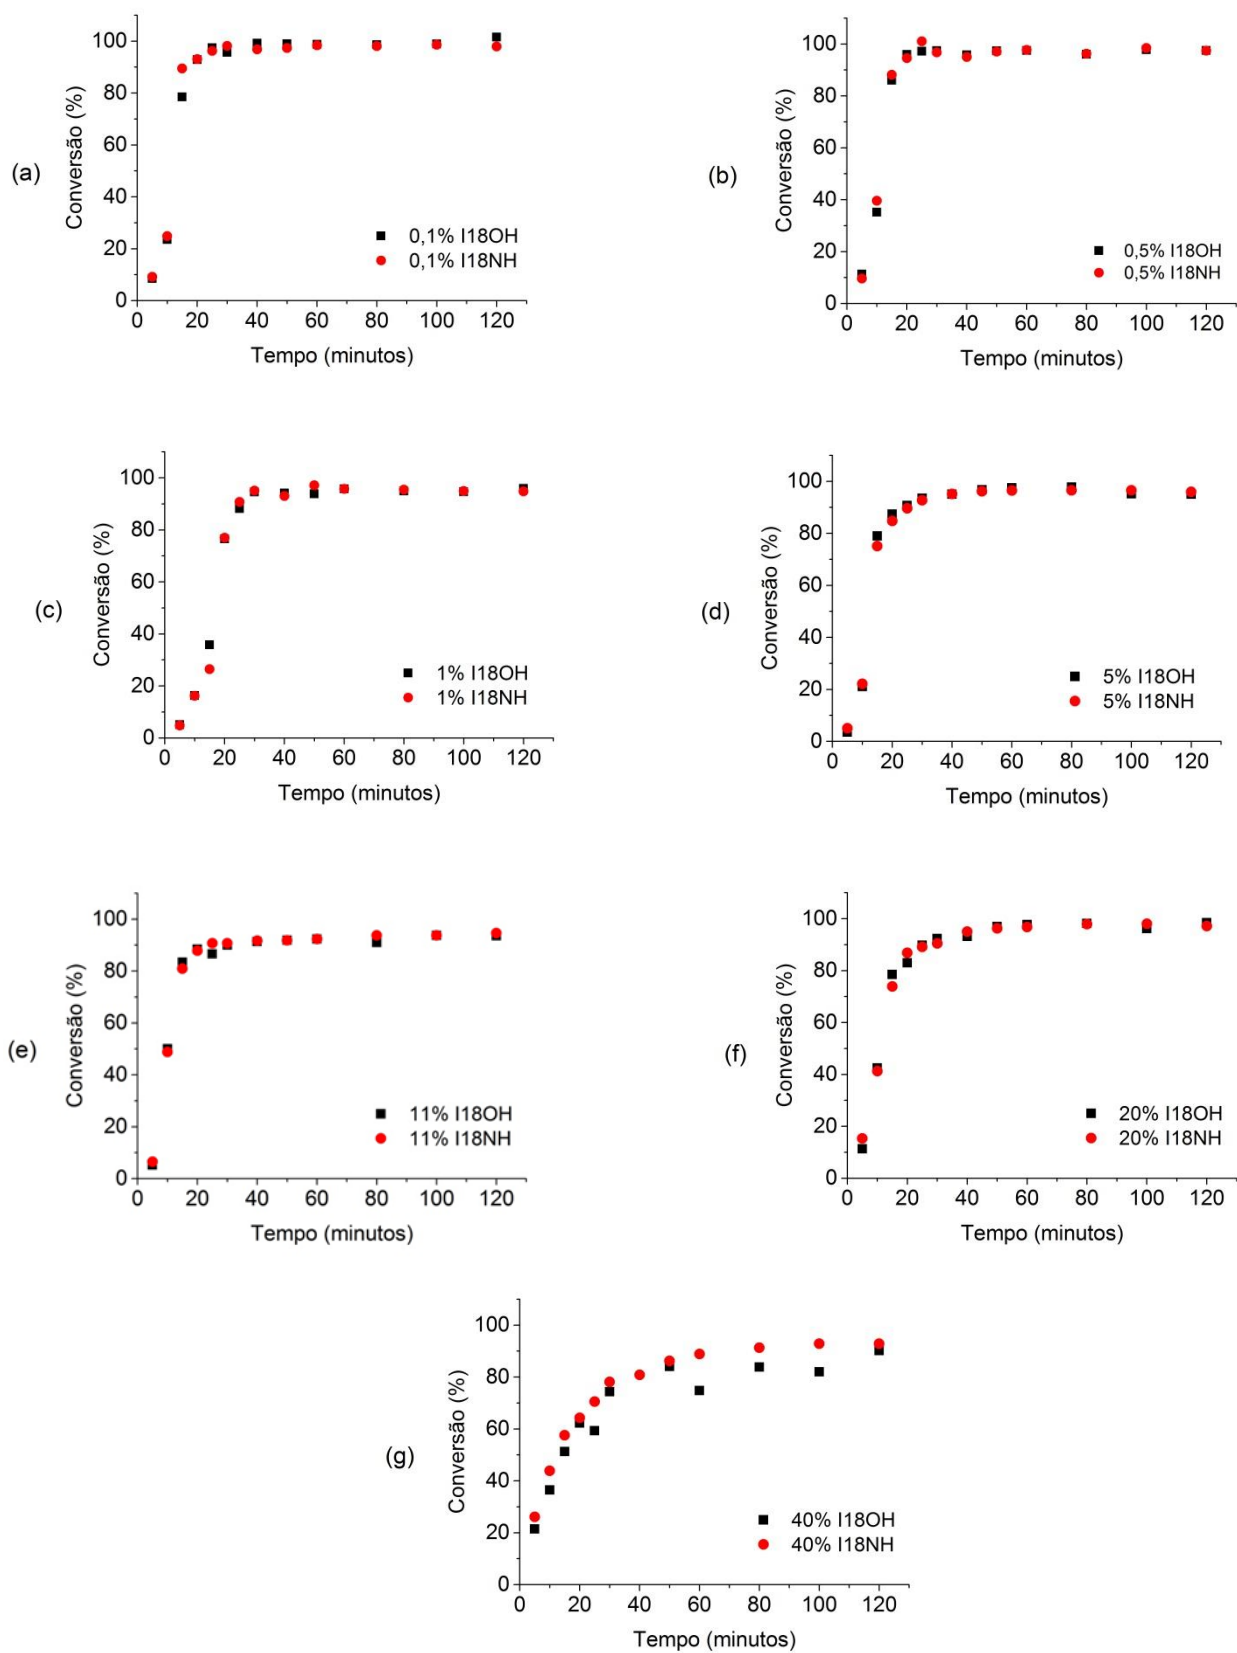 (a)
Conversão (%)
100
80
60
40
20
0
0 20 40 60 80 100 120
Tempo (minutos)
0,1% I18OH
0,1% I18NH
(b)
Conversão (%)
100
80
60
40
20
0
0 20 40 60 80 100 120
Tempo (minutos)
0,5% I18OH
0,5% I18NH
(c)
Conversão (%)
100
80
60
40
20
0
0 20 40 60 80 100 120
Tempo (minutos)
1% I18OH
1% I18NH
(d)
Conversão (%)
100
80
60
40
20
0
0 20 40 60 80 100 120
Tempo (minutos)
5% I18OH
5% I18NH
(e)
Conversão (%)
100
80
60
40
20
0
0 20 40 60 80 100 120
Tempo (minutos)
11% I18OH
11% I18NH
(f)
Conversão (%)
100
80
60
40
20
0
0 20 40 60 80 100 120
Tempo (minutos)
20% I18OH
20% I18NH
(g)
Conversão (%)
100
80
60
40
20
0
0 20 40 60 80 100 120
Tempo (minutos)
40% I18OH
40% I18NH